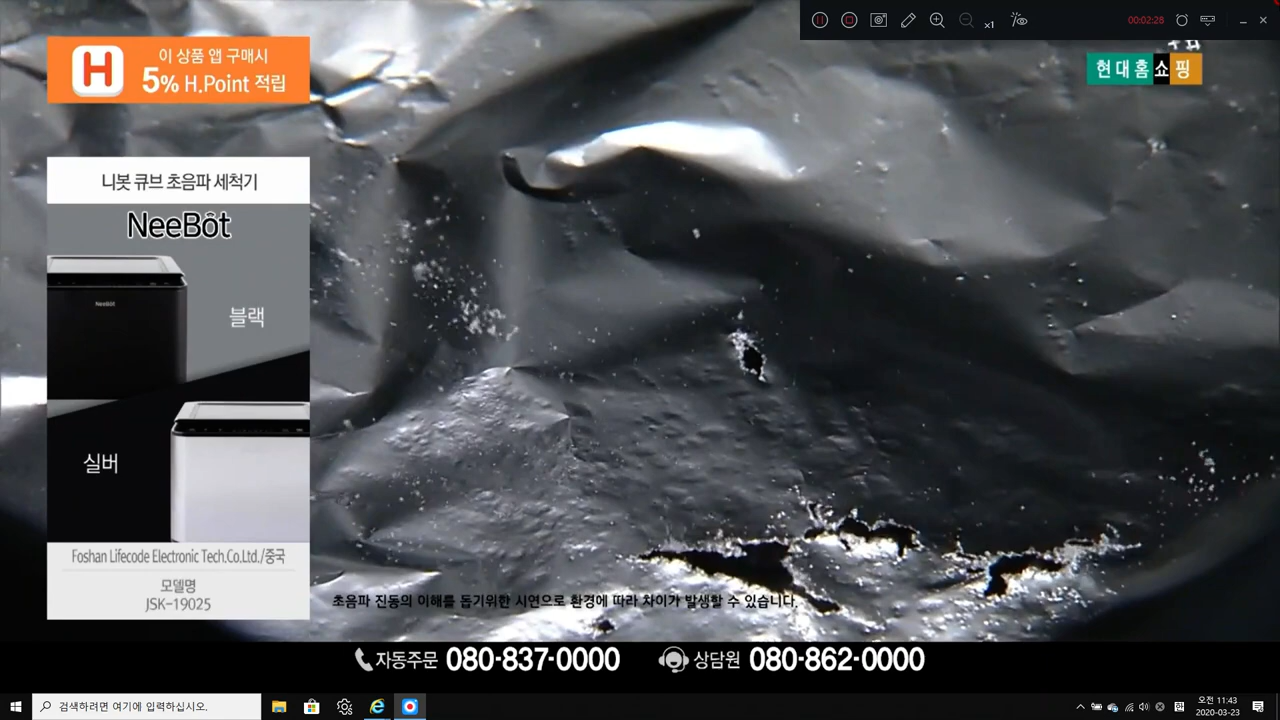 x1
00:02:28
이 상품 앱 구매시
H
5% H.Point 적립
현대홈쇼핑
니봇 큐브 초음파 세척기
NeeBot
NeeBot
블랙
실버
Foshan Lifecode Electronic Tech.Co.Ltd./중국
모델명
JSK-19025
초음파 진동의 이해를 돕기위한 시연으로 환경에 따라 차이가 발생할 수 있습니다.
자동주문 080-837-0000 상담원 080-862-0000
검색하려면 여기에 입력하십시오.
오전 11:43
2020-03-23